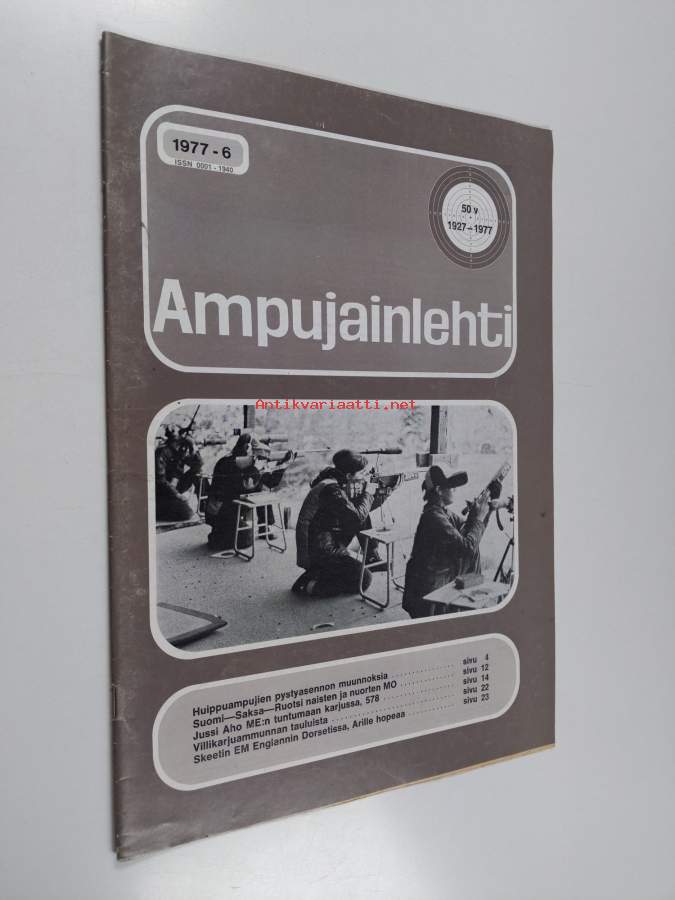 1977 - 6
ISSN 0001 - 1940
50 v
1927 – 1977
Ampujainlehti
Antikvariaatti.net
Huippuampujien pystyasennon muunnoksia . . . . . . . . . . sivu 4
Suomi—Saksa—Ruotsi naisten ja nuorten MO . . . . . . . . . . sivu 12
Jussi Aho ME:n tuntumaan karjussa, 578 . . . . . . . . . . sivu 14
Villikarjuammunnan tauluista . . . . . . . . . . sivu 22
Skeetin EM Englannin Dorsetissa, Arille hopeaa . . . . . . . . . . sivu 23